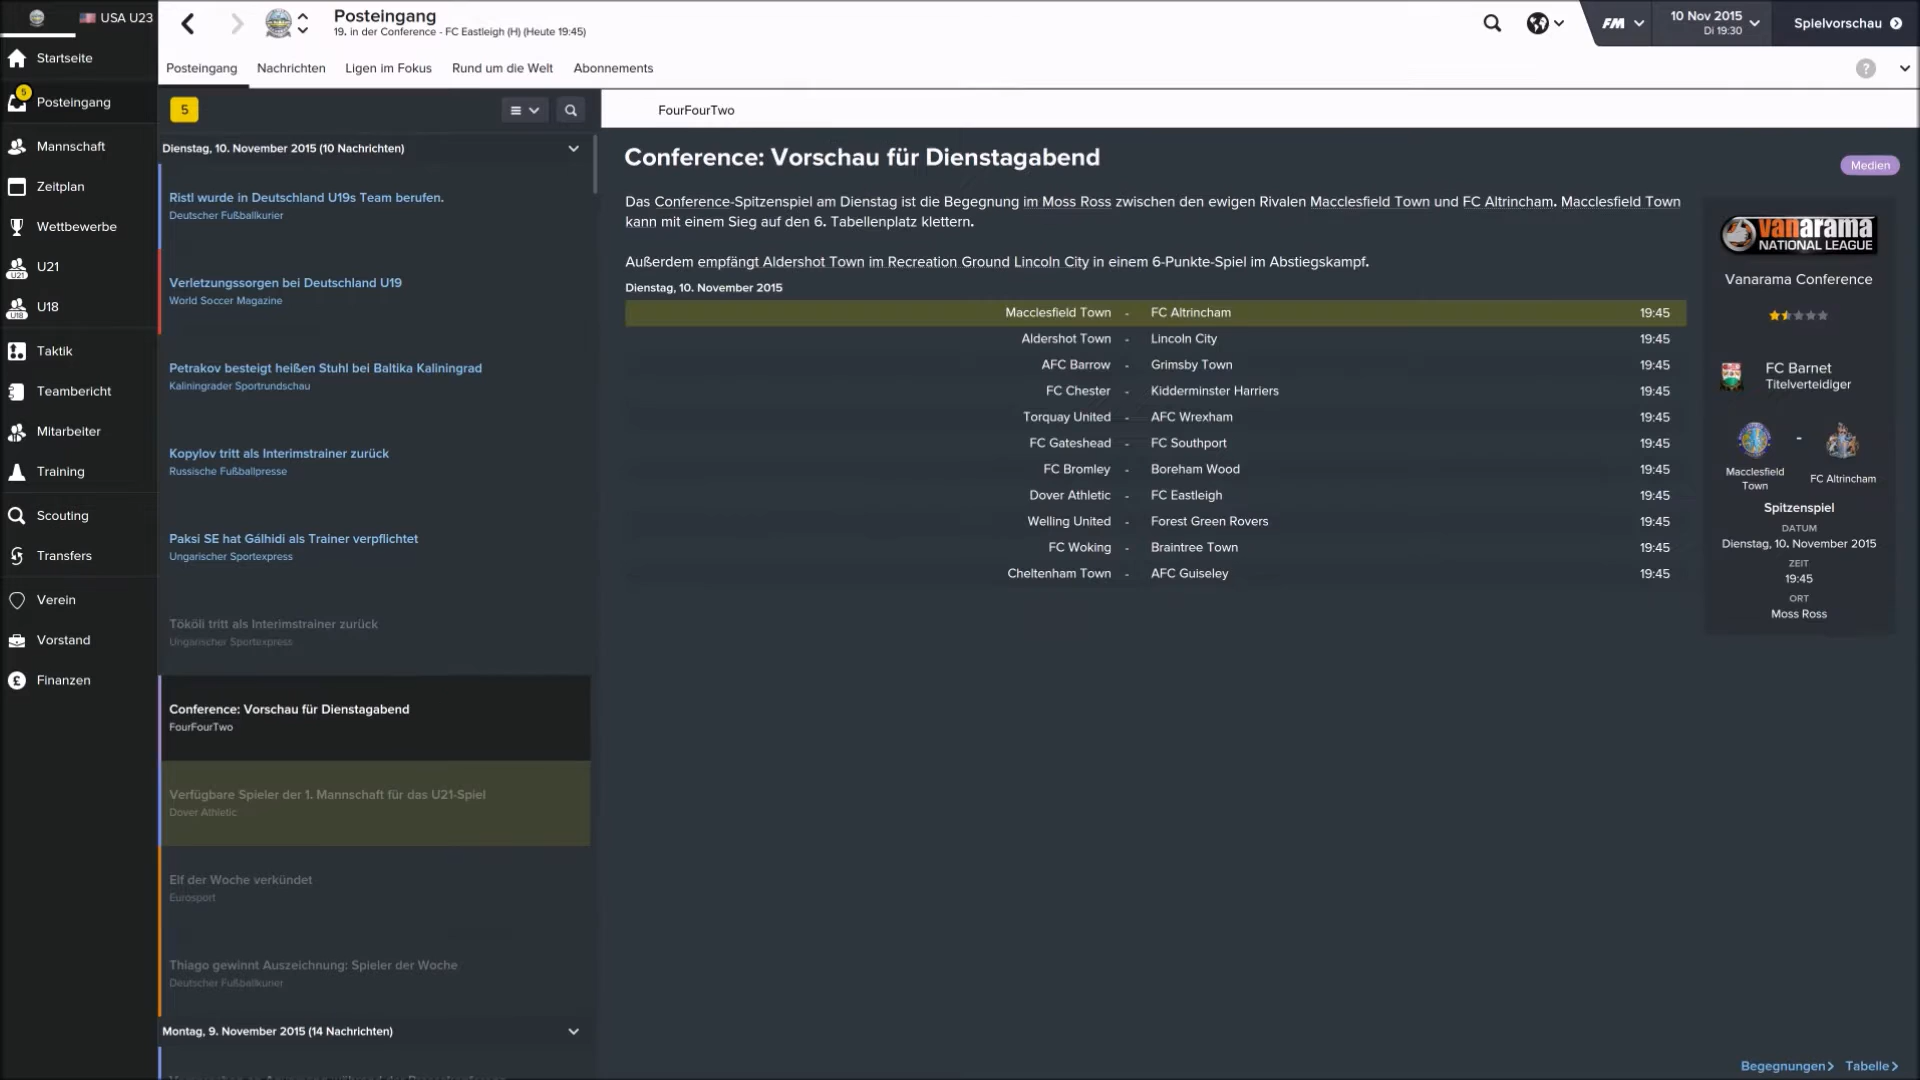 USA U23
Posteingang
19. in der Conference - FC Eastleigh (H) (Heute 19:45)
FM
10 Nov 2015
Di 19:30
Spielvorschau
Posteingang
Nachrichten
Ligen im Fokus
Rund um die Welt
Abonnements
?
Startseite
5
Posteingang
Mannschaft
Zeitplan
Wettbewerbe
U21
U21
U18
U18
Taktik
Teambericht
Mitarbeiter
Training
Scouting
Transfers
Verein
Vorstand
Finanzen
5
Dienstag, 10. November 2015 (10 Nachrichten)
Ristl wurde in Deutschland U19s Team berufen.
Deutscher Fußballkurier
Verletzungssorgen bei Deutschland U19
World Soccer Magazine
Petrakov besteigt heißen Stuhl bei Baltika Kaliningrad
Kaliningrader Sportrundschau
Kopylov tritt als Interimstrainer zurück
Russische Fußballpresse
Paksi SE hat Gálhidi als Trainer verpflichtet
Ungarischer Sportexpress
Tököli tritt als Interimstrainer zurück
Ungarischer Sportexpress
Conference: Vorschau für Dienstagabend
FourFourTwo
Verfügbare Spieler der 1. Mannschaft für das U21-Spiel
Dover Athletic
Elf der Woche verkündet
Eurosport
Thiago gewinnt Auszeichnung: Spieler der Woche
Deutscher Fußballkurier
Montag, 9. November 2015 (14 Nachrichten)
FourFourTwo
Conference: Vorschau für Dienstagabend
Medien
Das Conference-Spitzenspiel am Dienstag ist die Begegnung im Moss Ross zwischen den ewigen Rivalen Macclesfield Town und FC Altrincham. Macclesfield Town
kann mit einem Sieg auf den 6. Tabellenplatz klettern.
Außerdem empfängt Aldershot Town im Recreation Ground Lincoln City in einem 6-Punkte-Spiel im Abstiegskampf.
Dienstag, 10. November 2015
Macclesfield Town - FC Altrincham 19:45
Aldershot Town - Lincoln City 19:45
AFC Barrow - Grimsby Town 19:45
FC Chester - Kidderminster Harriers 19:45
Torquay United - AFC Wrexham 19:45
FC Gateshead - FC Southport 19:45
FC Bromley - Boreham Wood 19:45
Dover Athletic - FC Eastleigh 19:45
Welling United - Forest Green Rovers 19:45
FC Woking - Braintree Town 19:45
Cheltenham Town - AFC Guiseley 19:45
vanarama
NATIONAL LEAGUE
Vanarama Conference
FC Barnet
Titelverteidiger
-
Macclesfield
Town
FC Altrincham
Spitzenspiel
DATUM
Dienstag, 10. November 2015
ZEIT
19:45
ORT
Moss Ross
Begegnungen
Tabelle